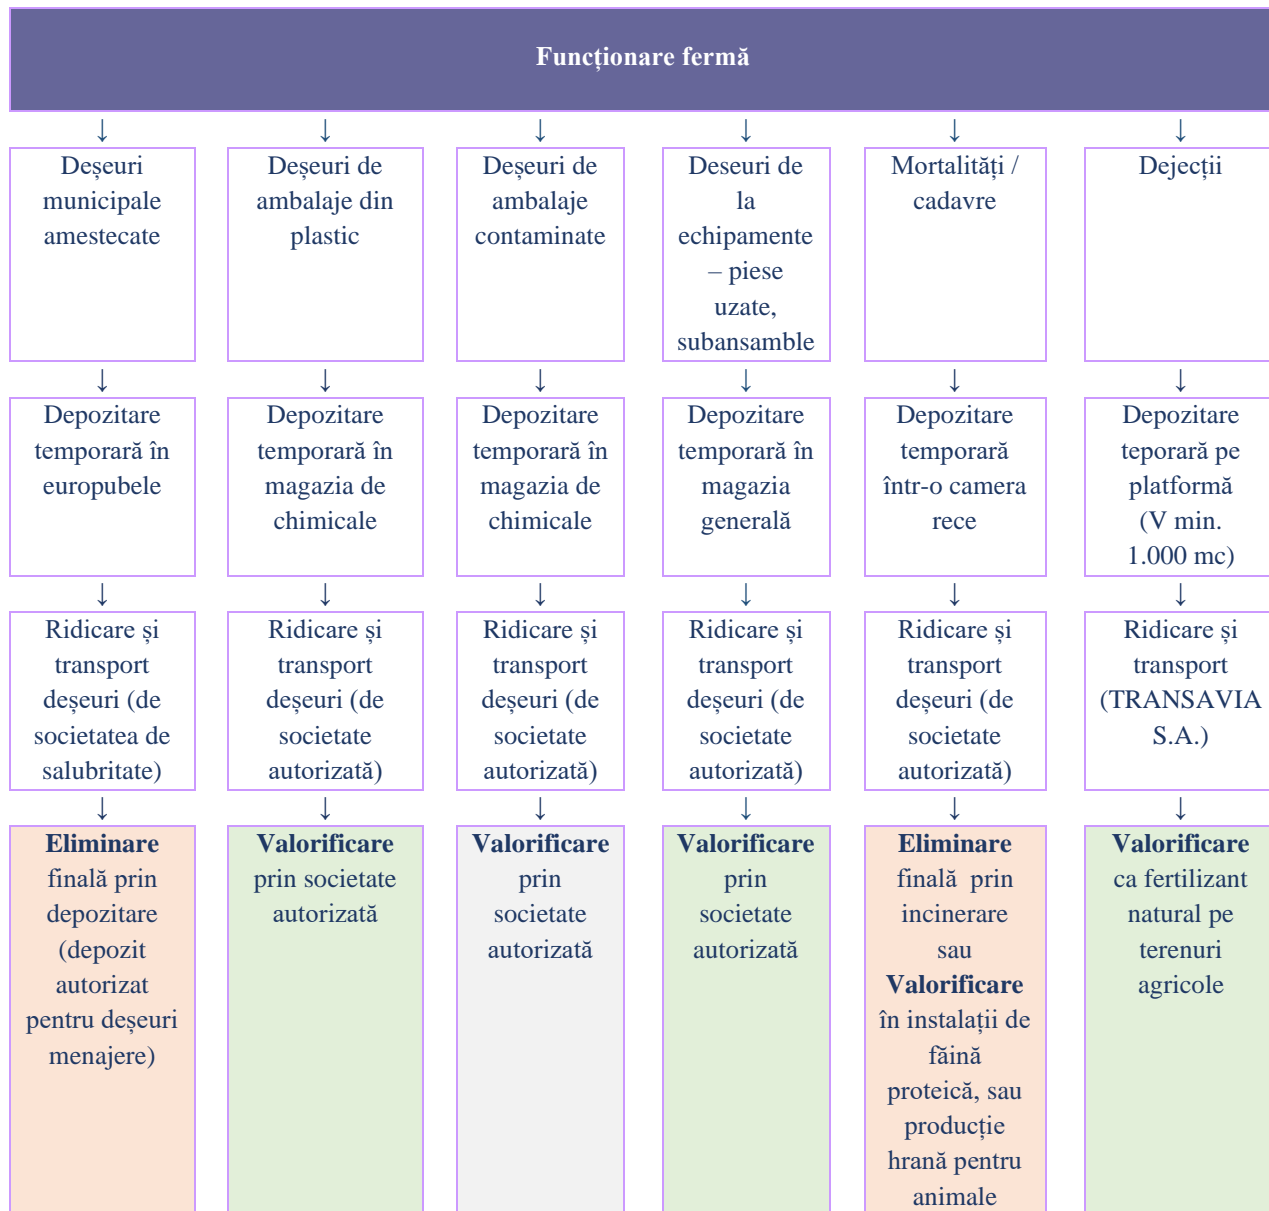 Funcționare fermă
↓ ↓ ↓ ↓ ↓ ↓
Deșeuri
municipale
amestecate
Deșeuri de
ambalaje din
plastic
Deșeuri de
ambalaje
contaminate
Deseuri de
la
echipamente
– piese
uzate,
subansamble
Mortalități /
cadavre
Dejecții
↓ ↓ ↓ ↓ ↓ ↓
Depozitare
temporară în
europubele
Depozitare
temporară în
magazia de
chimicale
Depozitare
temporară în
magazia de
chimicale
Depozitare
temporară în
magazia
generală
Depozitare
temporară
într-o camera
rece
Depozitare
teporară pe
platformă
(V min.
1.000 mc)
↓ ↓ ↓ ↓ ↓ ↓
Ridicare și
transport
deșeuri (de
societatea de
salubritate)
Ridicare și
transport
deșeuri (de
societate
autorizată)
Ridicare și
transport
deșeuri (de
societate
autorizată)
Ridicare și
transport
deșeuri (de
societate
autorizată)
Ridicare și
transport
deșeuri (de
societate
autorizată)
Ridicare și
transport
(TRANSAVIA
S.A.)
↓ ↓ ↓ ↓ ↓ ↓
Eliminare
finală prin
depozitare
(depozit
autorizat
pentru deșeuri
menajere)
Valorificare
prin societate
autorizată
Valorificare
prin
societate
autorizată
Valorificare
prin
societate
autorizată
Eliminare
finală prin
incinerare
sau
Valorificare
în instalații de
făină
proteică, sau
producție
hrană pentru
animale
Valorificare
ca fertilizant
natural pe
terenuri
agricole